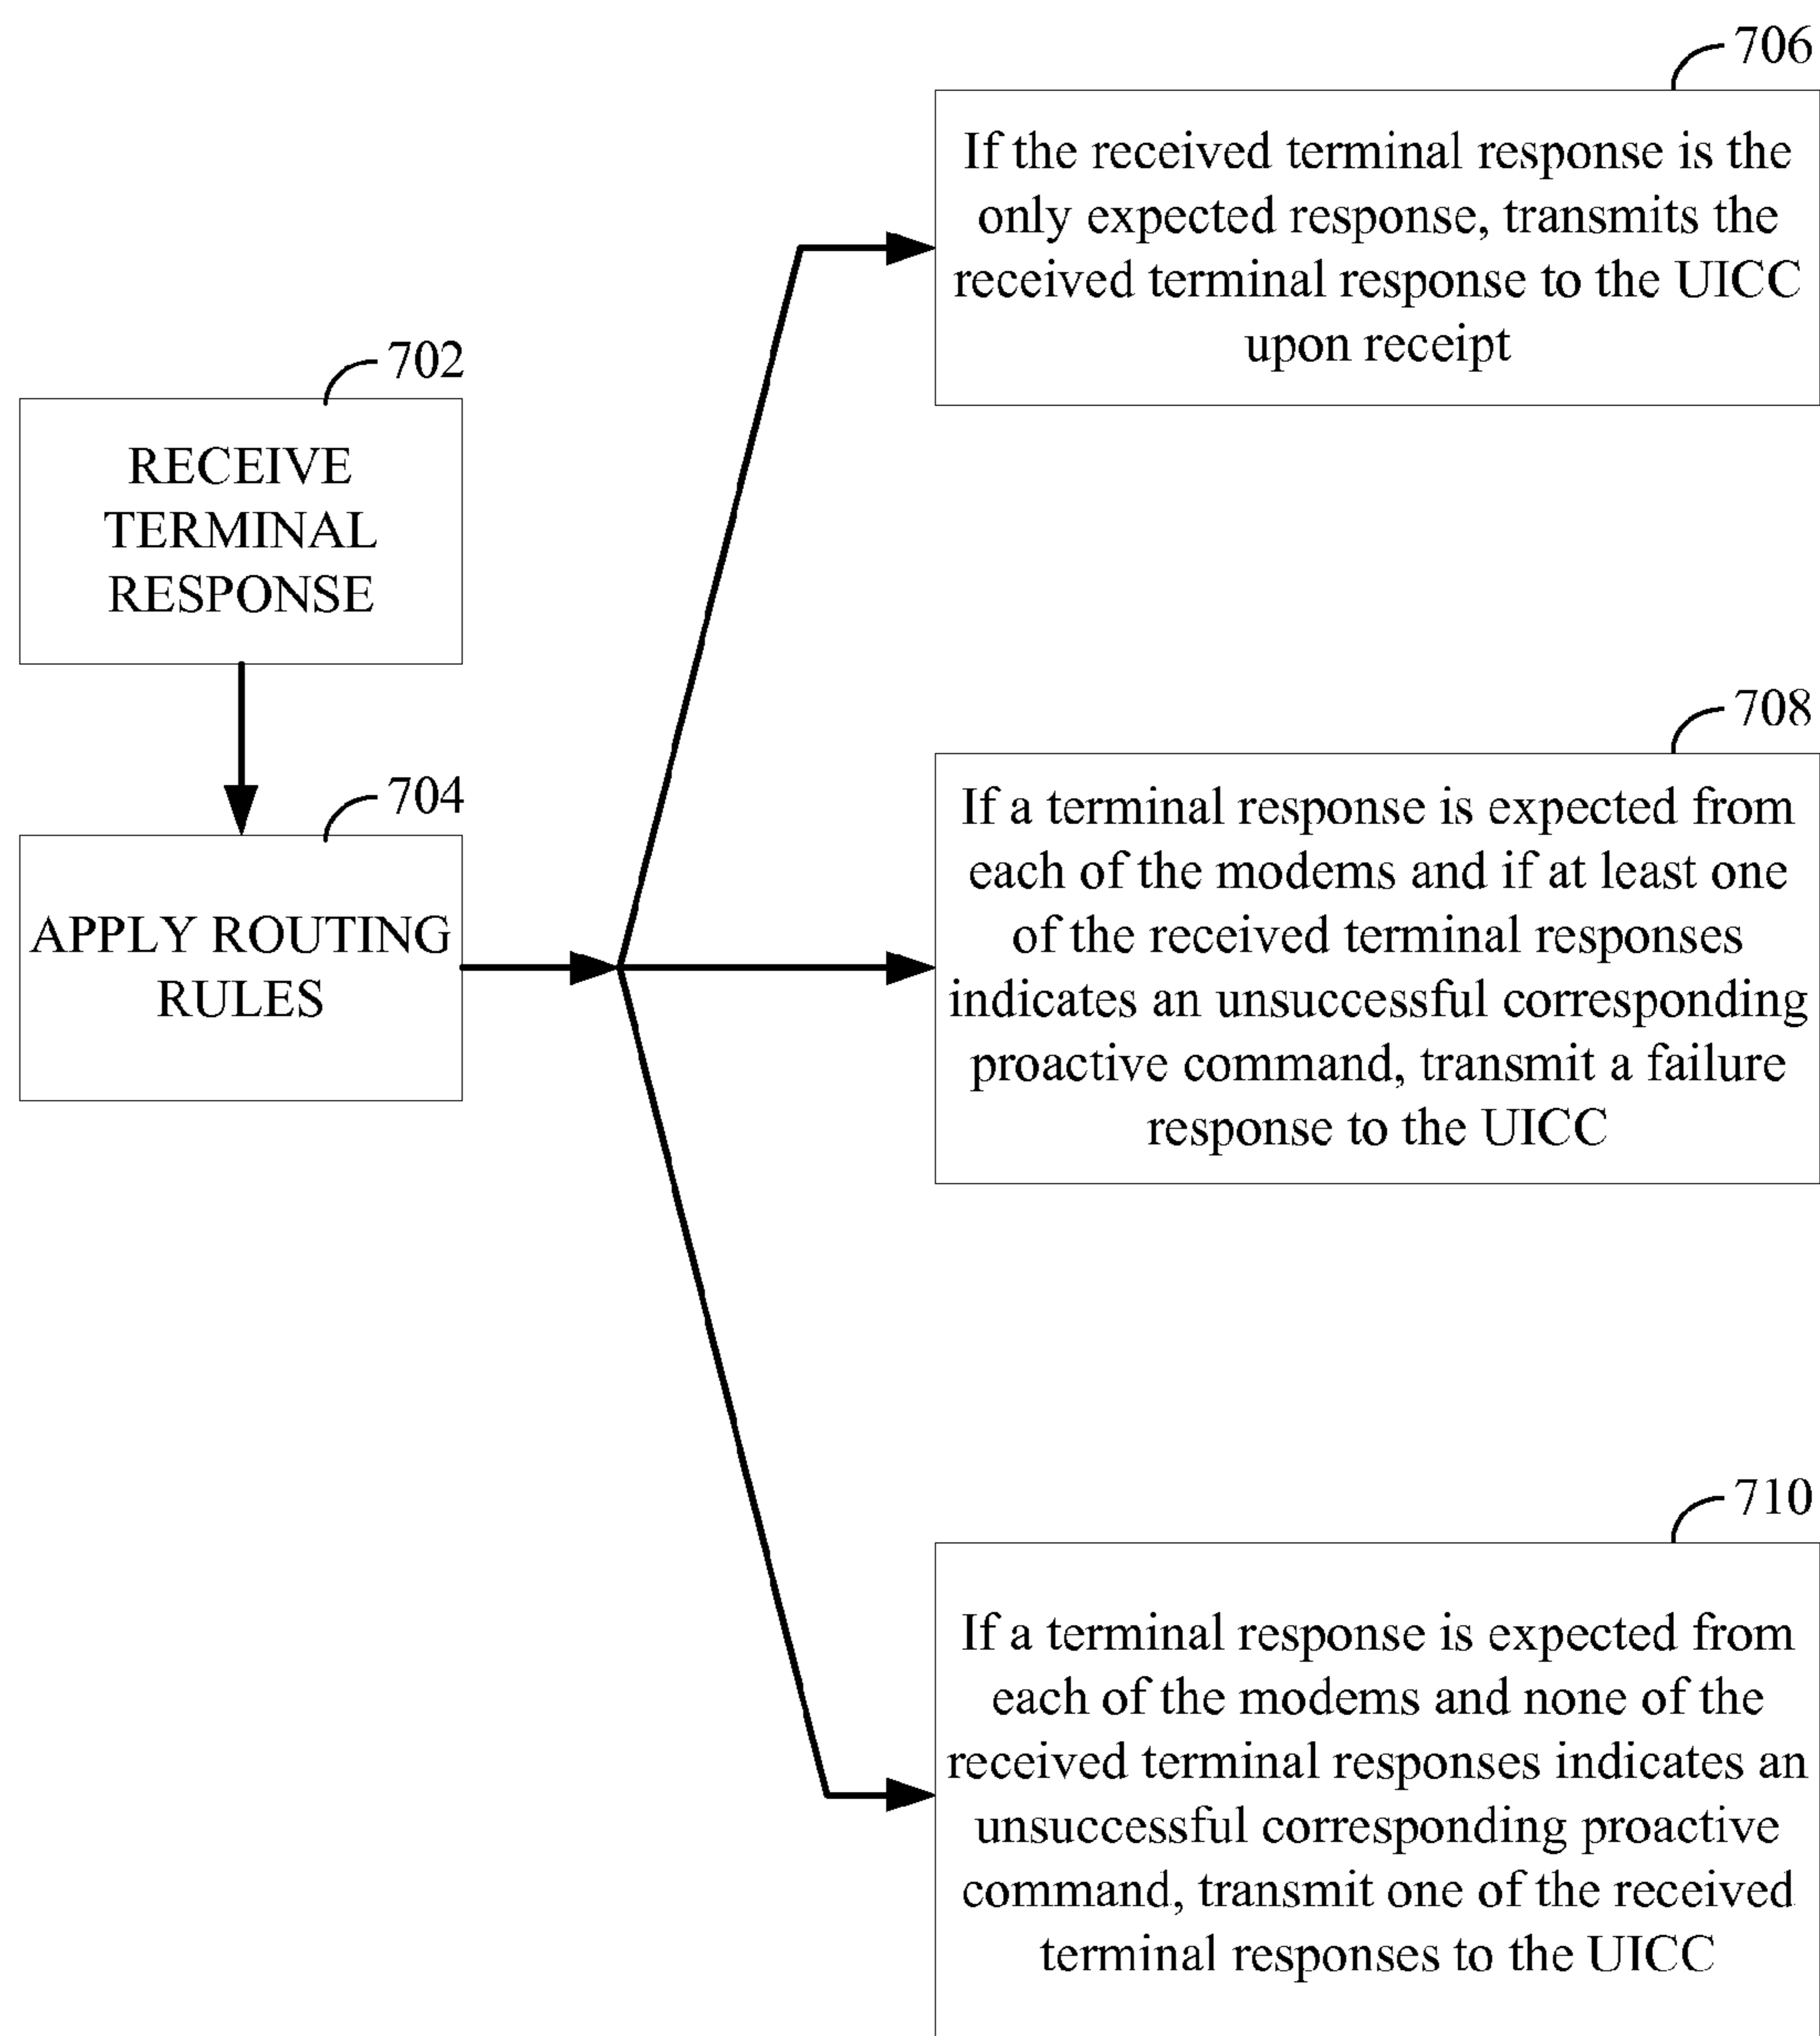 702
RECEIVE
TERMINAL
RESPONSE
704
APPLY ROUTING
RULES
706
If the received terminal response is the
only expected response, transmits the
received terminal response to the UICC
upon receipt
708
If a terminal response is expected from
each of the modems and if at least one
of the received terminal responses
indicates an unsuccessful corresponding
proactive command, transmit a failure
response to the UICC
710
If a terminal response is expected from
each of the modems and none of the
received terminal responses indicates an
unsuccessful corresponding proactive
command, transmit one of the received
terminal responses to the UICC